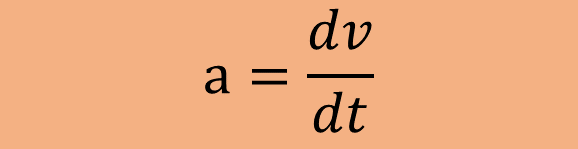 a = dv/dt